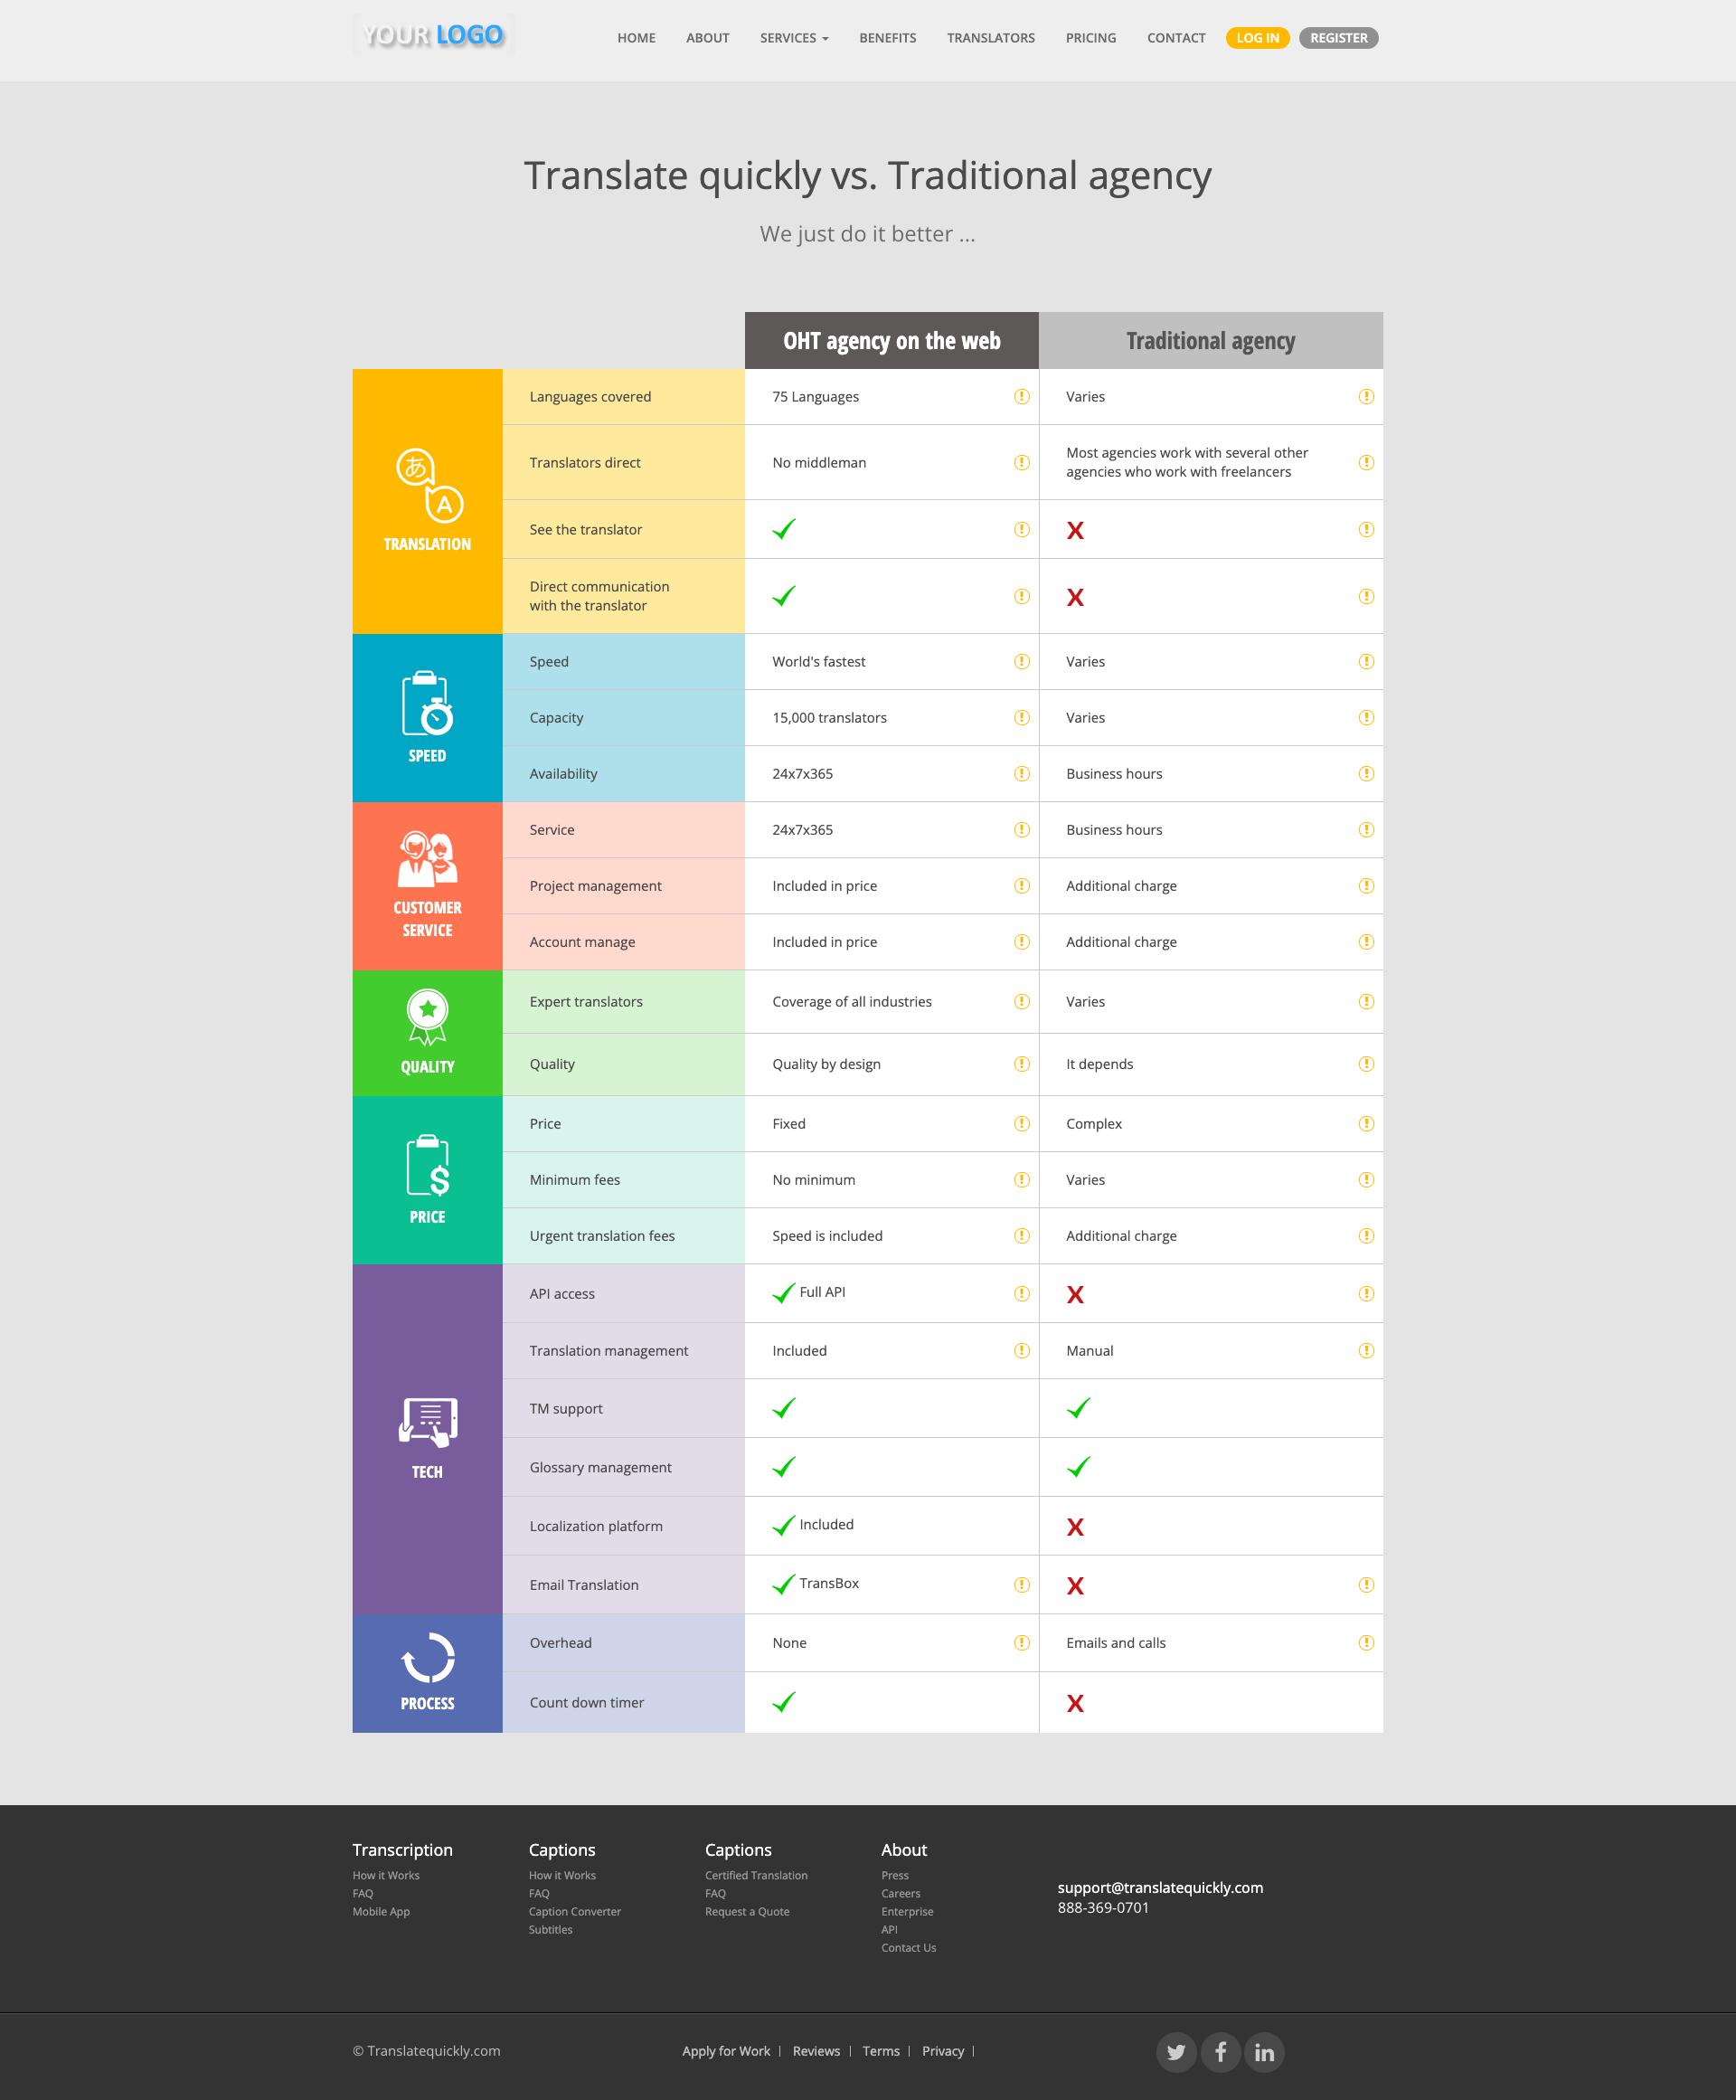 YOUR LOGO
HOME ABOUT SERVICES BENEFITS TRANSLATORS PRICING CONTACT LOG IN REGISTER
Translate quickly vs. Traditional agency
We just do it better ...
OHT agency on the web Traditional agency
TRANSLATION
Languages covered 75 Languages Varies
Translators direct No middleman Most agencies work with several other
agencies who work with freelancers
See the translator X
Direct communication
with the translator X
SPEED
Speed World's fastest Varies
Capacity 15,000 translators Varies
Availability 24x7x365 Business hours
CUSTOMER
SERVICE
Service 24x7x365 Business hours
Project management Included in price Additional charge
Account manage Included in price Additional charge
QUALITY
Expert translators Coverage of all industries Varies
Quality Quality by design It depends
PRICE
Price Fixed Complex
Minimum fees No minimum Varies
Urgent translation fees Speed is included Additional charge
TECH
API access Full API X
Translation management Included Manual
TM support
Glossary management
Localization platform Included X
Email Translation TransBox X
PROCESS
Overhead None Emails and calls
Count down timer X
Transcription
How it Works
FAQ
Mobile App
Captions
How it Works
FAQ
Caption Converter
Subtitles
Captions
Certified Translation
FAQ
Request a Quote
About
Press
Careers
Enterprise
API
Contact Us
support@translatequickly.com
888-369-0701
© Translatequickly.com
Apply for Work | Reviews | Terms | Privacy |